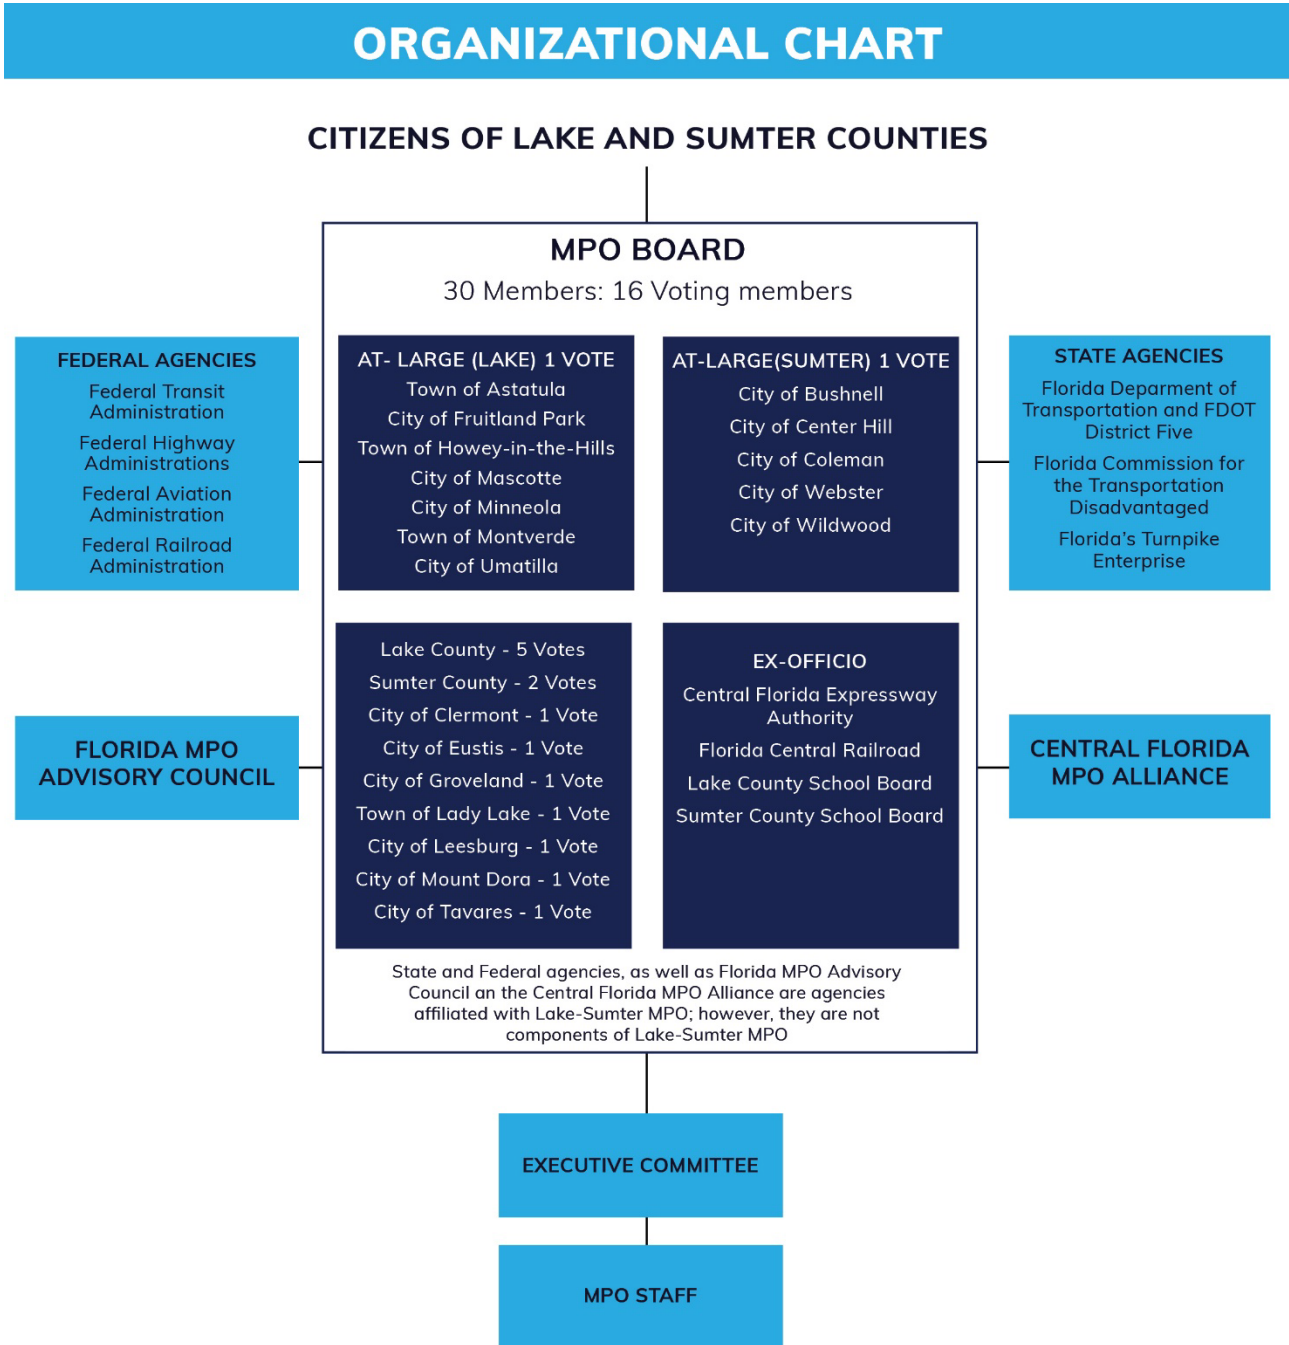 ORGANIZATIONAL CHART
CITIZENS OF LAKE AND SUMTER COUNTIES
MPO BOARD
30 Members: 16 Voting members
FEDERAL AGENCIES
Federal Transit
Administration
Federal Highway
Administrations
Federal Aviation
Administration
Federal Railroad
Administration
AT- LARGE (LAKE) 1 VOTE
Town of Astatula
City of Fruitland Park
Town of Howey-in-the-Hills
City of Mascotte
City of Minneola
Town of Montverde
City of Umatilla
AT-LARGE(SUMTER) 1 VOTE
City of Bushnell
City of Center Hill
City of Coleman
City of Webster
City of Wildwood
STATE AGENCIES
Florida Deparment of
Transportation and FDOT
District Five
Florida Commission for
the Transportation
Disadvantaged
Florida's Turnpike
Enterprise
FLORIDA MPO
ADVISORY COUNCIL
Lake County - 5 Votes
Sumter County - 2 Votes
City of Clermont - 1 Vote
City of Eustis - 1 Vote
City of Groveland - 1 Vote
Town of Lady Lake - 1 Vote
City of Leesburg - 1 Vote
City of Mount Dora - 1 Vote
City of Tavares - 1 Vote
EX-OFFICIO
Central Florida Expressway
Authority
Florida Central Railroad
Lake County School Board
Sumter County School Board
CENTRAL FLORIDA
MPO ALLIANCE
State and Federal agencies, as well as Florida MPO Advisory
Council an the Central Florida MPO Alliance are agencies
affiliated with Lake-Sumter MPO; however, they are not
components of Lake-Sumter MPO
EXECUTIVE COMMITTEE
MPO STAFF